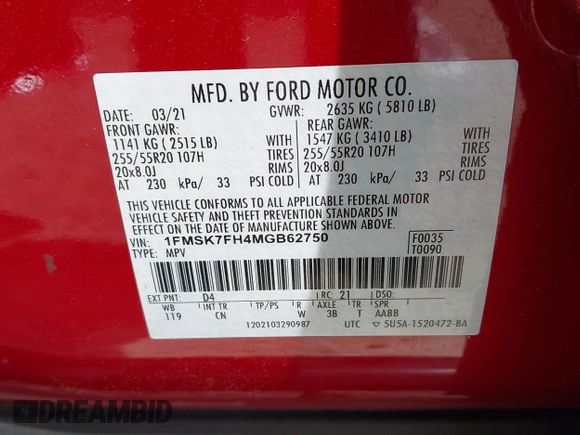 MFD. BY FORD MOTOR CO.
DATE: 03/21 GVWR: 2635 KG ( 5810 LB)
FRONT GAWR: REAR GAWR:
1141 KG ( 2515 LB) WITH 1547 KG ( 3410 LB) WITH
255/55R20 107H TIRES 255/55R20 107H TIRES
20x8.0J RIMS 20x8.0J RIMS
AT 230 kPa/ 33 PSI COLD AT 230 kPa/ 33 PSI COLD
THIS VEHICLE CONFORMS TO ALL APPLICABLE FEDERAL MOTOR
VEHICLE SAFETY AND THEFT PREVENTION STANDARDS IN
EFFECT ON THE DATE OF MANUFACTURE SHOWN ABOVE.
VIN: 1FMSK7FH4MGB62750 F0035
TYPE: MPV T0090
EXT PNT: D4 RC: 21 DSO:
WB INT TR TP/PS R AXLE TR SPR
119 CN W 3B T AABB
1202103290987 UTC ▽ 5U5A-1520472-BA
DREAMBID